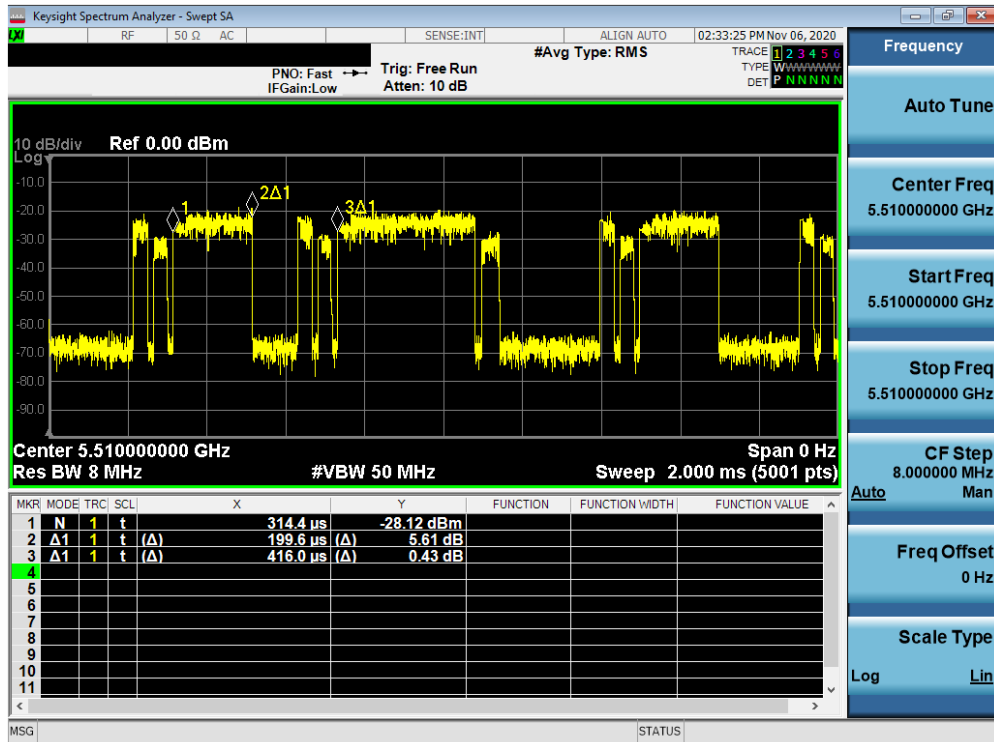 Keysight Spectrum Analyzer - Swept SA
LXI RF 50 Ω AC SENSE:INT ALIGN AUTO 02:33:25 PM Nov 06, 2020
#Avg Type: RMS
TRACE 1 2 3 4 5 6
TYPE WWWWWW
DET P N N N N N
PNO: Fast Trig: Free Run
IFGain:Low Atten: 10 dB
10 dB/div Ref 0.00 dBm
Log
-10.0
-20.0
-30.0
-40.0
-50.0
-60.0
-70.0
-80.0
-90.0
1
2Δ1
3Δ1
Center 5.510000000 GHz Span 0 Hz
Res BW 8 MHz #VBW 50 MHz Sweep 2.000 ms (5001 pts)
MKR MODE TRC SCL X Y FUNCTION FUNCTION WIDTH FUNCTION VALUE
1 N 1 t 314.4 µs -28.12 dBm
2 Δ1 1 t (Δ) 199.6 µs (Δ) 5.61 dB
3 Δ1 1 t (Δ) 416.0 µs (Δ) 0.43 dB
4
5
6
7
8
9
10
11
MSG STATUS
Frequency
Auto Tune
Center Freq
5.510000000 GHz
Start Freq
5.510000000 GHz
Stop Freq
5.510000000 GHz
CF Step
8.000000 MHz
Auto Man
Freq Offset
0 Hz
Scale Type
Log Lin